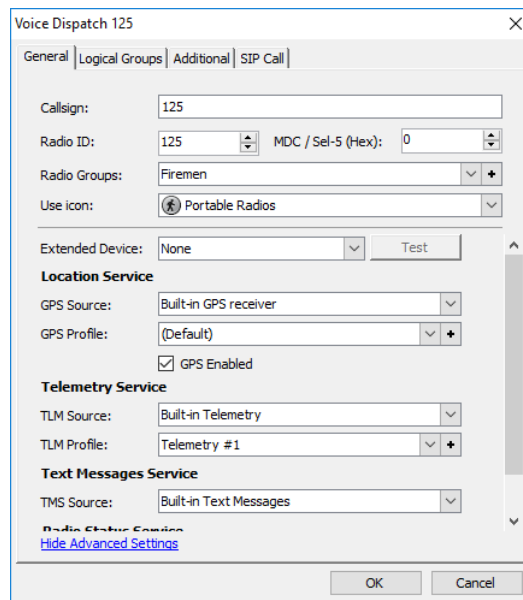 Voice Dispatch 125
General Logical Groups Additional SIP Call
Callsign: 125
Radio ID: 125 MDC / Sel-5 (Hex): 0
Radio Groups: Firemen
Use icon: Portable Radios
Extended Device: None Test
Location Service
GPS Source: Built-in GPS receiver
GPS Profile: (Default)
GPS Enabled
Telemetry Service
TLM Source: Built-in Telemetry
TLM Profile: Telemetry #1
Text Messages Service
TMS Source: Built-in Text Messages
Radio Status Service
Hide Advanced Settings
OK Cancel